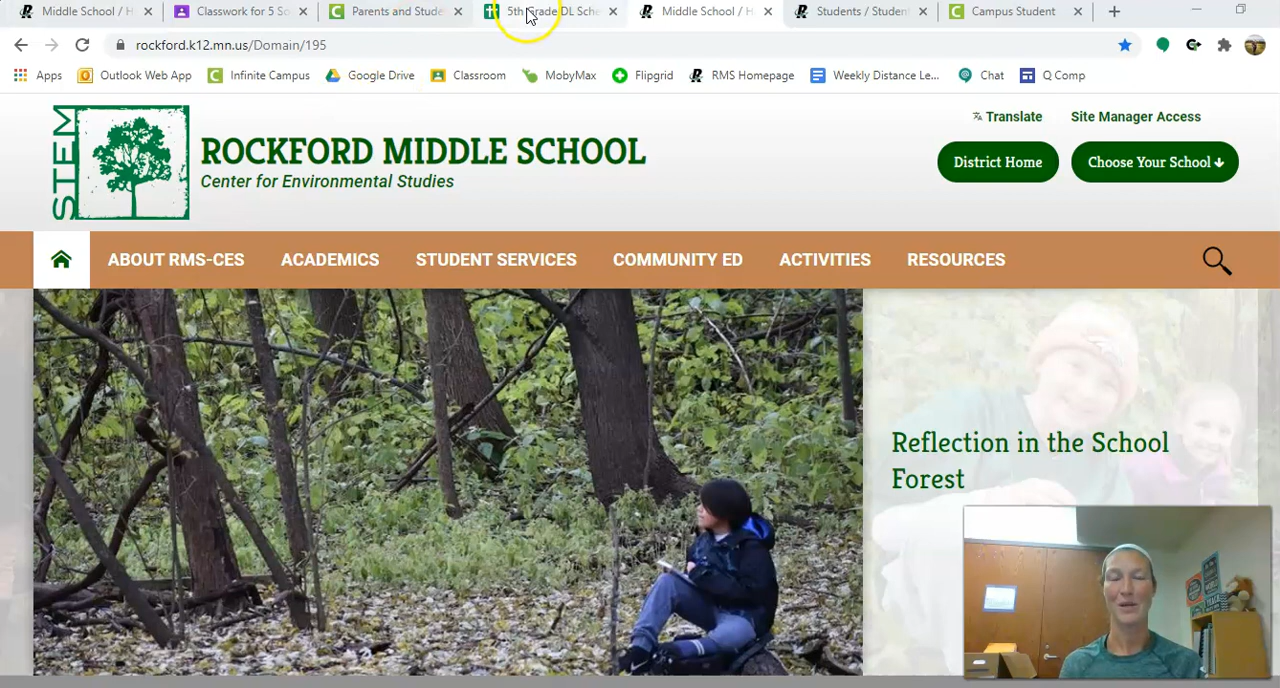 Middle School / H
Classwork for 5 So
Parents and Stude
5th Grade DL Sche
Middle School / H
Students / Student
Campus Student
rockford.k12.mn.us/Domain/195
Apps
Outlook Web App
Infinite Campus
Google Drive
Classroom
MobyMax
Flipgrid
RMS Homepage
Weekly Distance Le...
Chat
Q Comp
STEM
ROCKFORD MIDDLE SCHOOL
Center for Environmental Studies
Translate
Site Manager Access
District Home
Choose Your School
ABOUT RMS-CES
ACADEMICS
STUDENT SERVICES
COMMUNITY ED
ACTIVITIES
RESOURCES
Reflection in the School
Forest